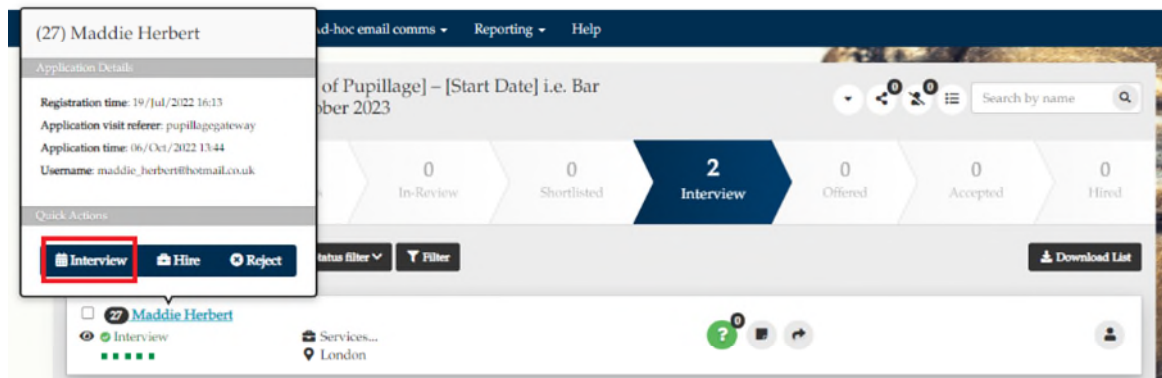 (27) Maddie Herbert
Application Details
Registration time: 19/Jul/2022 16:13
Application visit referer: pupillagegateway
Application time: 06/Oct/2022 13:44
Username: maddie_herbert@hotmail.co.uk
Quick Actions
Interview Hire Reject
d-hoc email comms Reporting Help
of Pupillage] – [Start Date] i.e. Bar
ober 2023
0 0
Search by name
0 In-Review
0 Shortlisted
2 Interview
0 Offered
0 Accepted
0 Hired
tatus filter Filter
Download List
27 Maddie Herbert
Interview
Services...
London
? 0